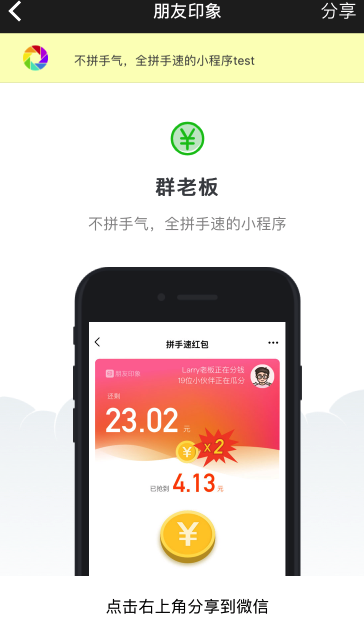 朋友印象
分享
不拼手气，全拼手速的小程序test
群老板
不拼手气，全拼手速的小程序
拼手速红包
朋友印象
Larry老板正在分钱
19位小伙伴正在瓜分
还剩
23.02 元
x 2
已抢到 4.13 元
点击右上角分享到微信